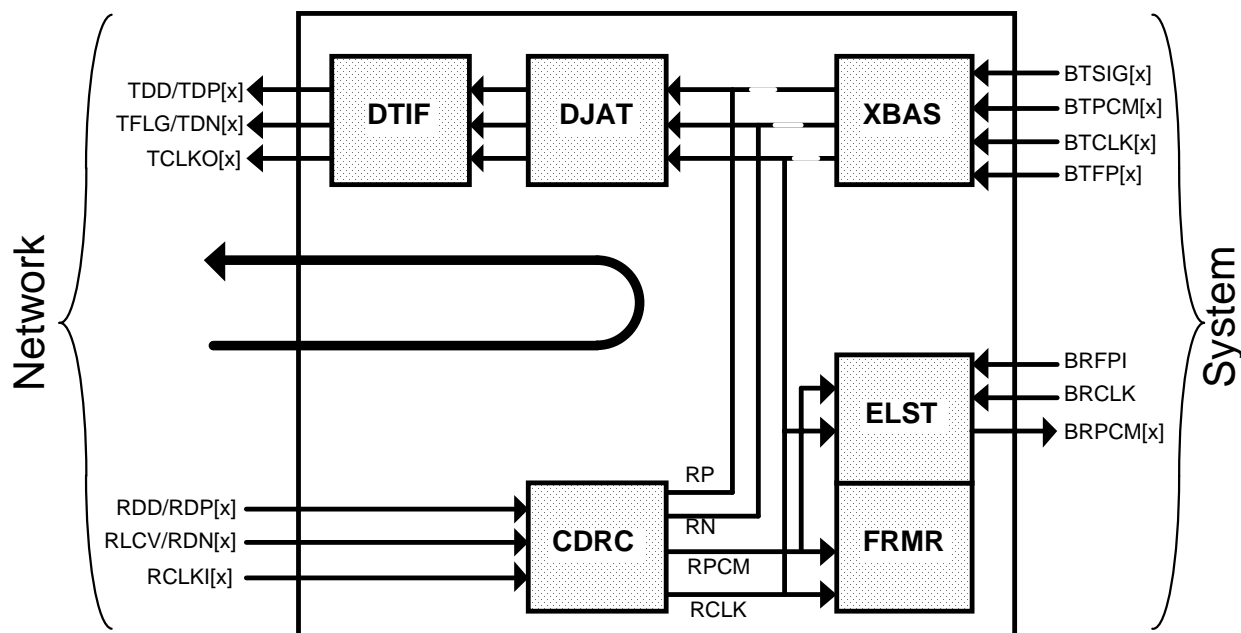 TDD/TDP[x]
TFLG/TDN[x]
TCLKO[x]
DTIF
DJAT
XBAS
BTSIG[x]
BTPCM[x]
BTCLK[x]
BTFP[x]
Network
System
BRFPI
BRCLK
BRPCM[x]
ELST
FRMR
RDD/RDP[x]
RLCV/RDN[x]
RCLKI[x]
CDRC
RP
RN
RPCM
RCLK